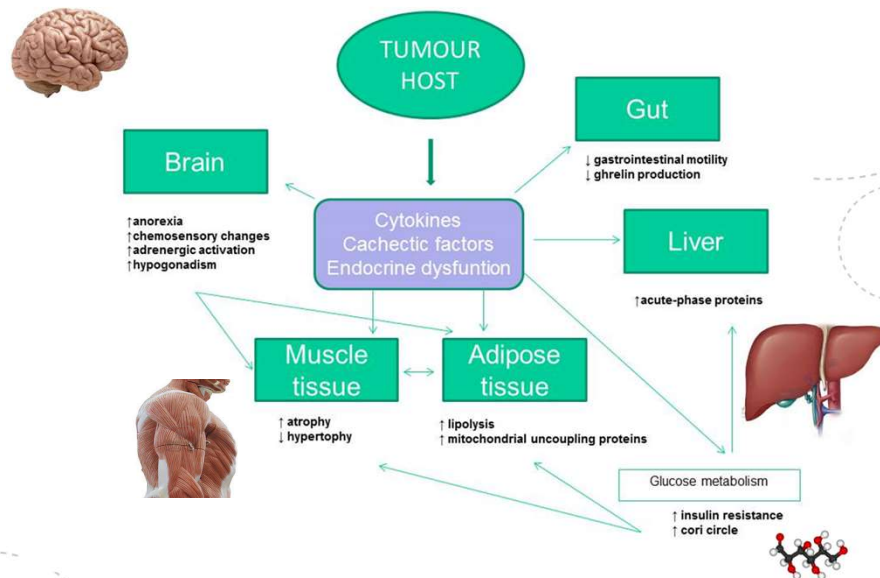 TUMOUR
HOST
Gut
↓ gastrointestinal motility
↓ ghrelin production
Brain
↑anorexia
↑chemosensory changes
↑adrenergic activation
↑hypogonadism
Cytokines
Cachectic factors
Endocrine dysfuntion
Liver
↑acute-phase proteins
Muscle
tissue
↑ atrophy
↓ hypertophy
Adipose
tissue
↑ lipolysis
↑ mitochondrial uncoupling proteins
Glucose metabolism
↑ insulin resistance
↑ cori circle